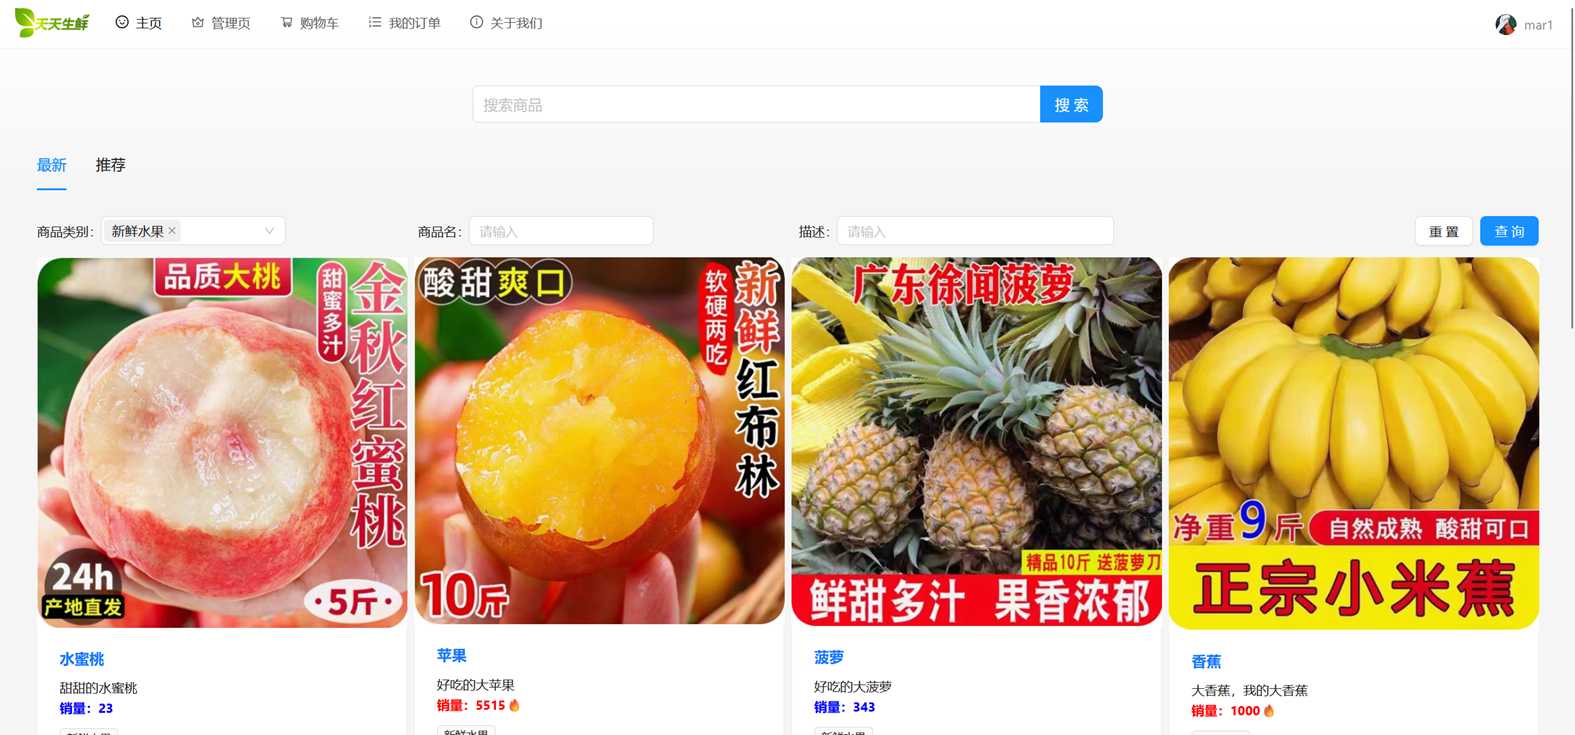 天天生鲜
主页
管理页
购物车
我的订单
关于我们
mar1
搜索商品
搜 索
最新
推荐
商品类别:
新鲜水果
商品名:
请输入
描述:
请输入
重 置
查 询
品质大桃
甜蜜多汁
金秋红蜜桃
24h
产地直发
·5斤·
酸甜爽口
软硬两吃
新鲜红布林
10斤
广东徐闻菠萝
精品10斤 送菠萝刀
鲜甜多汁 果香浓郁
净重9斤
自然成熟 酸甜可口
正宗小米蕉
水蜜桃
甜甜的水蜜桃
销量：23
新鲜水果
苹果
好吃的大苹果
销量：5515
新鲜水果
菠萝
好吃的大菠萝
销量：343
新鲜水果
香蕉
大香蕉，我的大香蕉
销量：1000